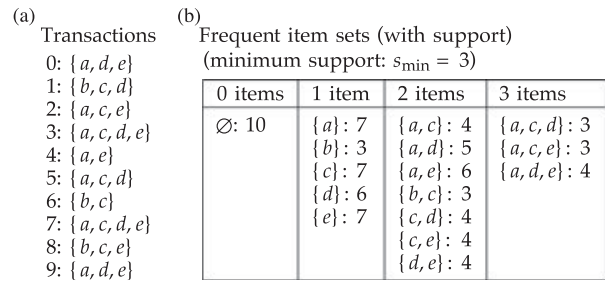 (a)
Transactions
0: {a, d, e}
1: {b, c, d}
2: {a, c, e}
3: {a, c, d, e}
4: {a, e}
5: {a, c, d}
6: {b, c}
7: {a, c, d, e}
8: {b, c, e}
9: {a, d, e}
(b)
Frequent item sets (with support)
(minimum support: smin = 3)
0 items 1 item 2 items 3 items
∅: 10 {a}: 7 {a, c}: 4 {a, c, d}: 3
{b}: 3 {a, d}: 5 {a, c, e}: 3
{c}: 7 {a, e}: 6 {a, d, e}: 4
{d}: 6 {b, c}: 3
{e}: 7 {c, d}: 4
{c, e}: 4
{d, e}: 4